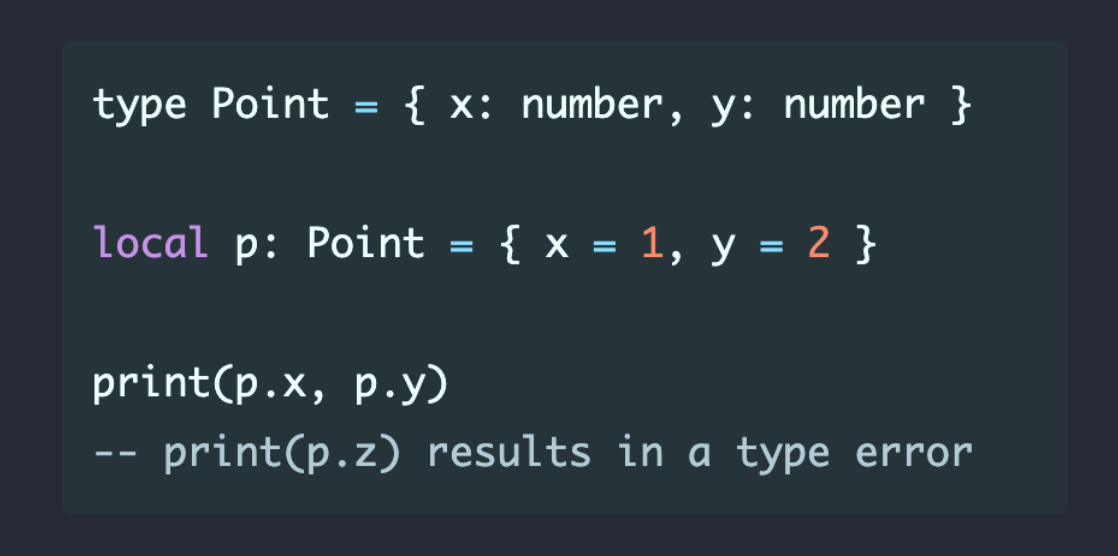 type Point = { x: number, y: number }
local p: Point = { x = 1, y = 2 }
print(p.x, p.y)
-- print(p.z) results in a type error